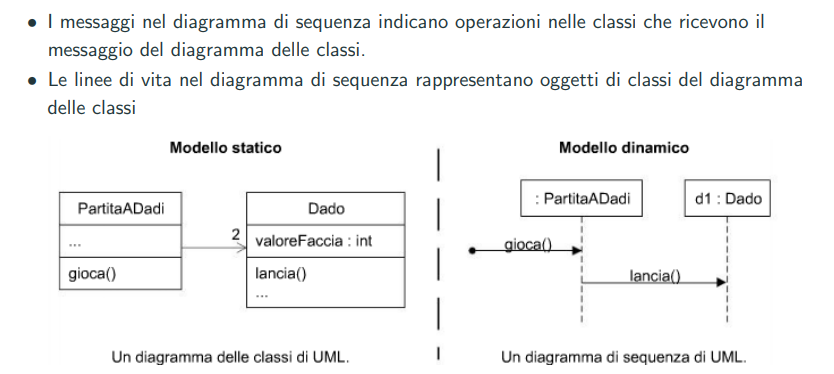 • I messaggi nel diagramma di sequenza indicano operazioni nelle classi che ricevono il
messaggio del diagramma delle classi.
• Le linee di vita nel diagramma di sequenza rappresentano oggetti di classi del diagramma
delle classi
Modello statico
PartitaADadi
...
gioca()
2
Dado
valoreFaccia : int
lancia()
...
Un diagramma delle classi di UML.
Modello dinamico
: PartitaADadi
d1 : Dado
gioca()
lancia()
Un diagramma di sequenza di UML.